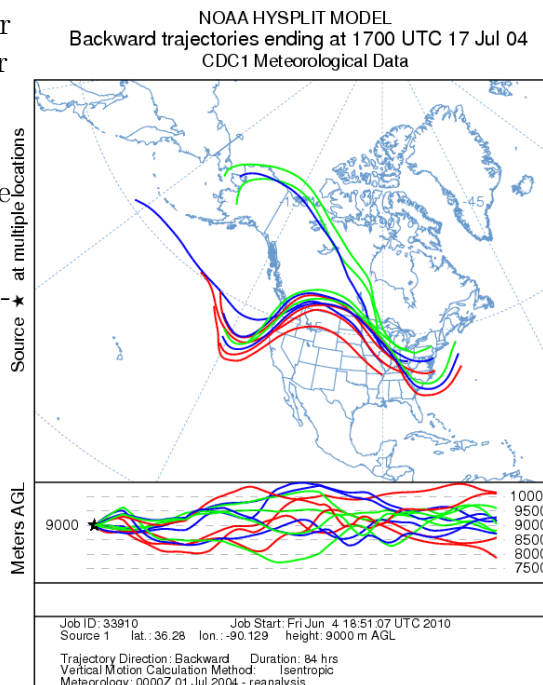 r
r
e
NOAA HYSPLIT MODEL
Backward trajectories ending at 1700 UTC 17 Jul 04
CDC1 Meteorological Data
Source ★ at multiple locations
-45
Meters AGL
9000
1000
9500
9000
8500
8000
7500
Job ID: 33910 Job Start: Fri Jun 4 18:51:07 UTC 2010
Source 1 lat.: 36.28 lon.: -90.129 height: 9000 m AGL
Trajectory Direction: Backward Duration: 84 hrs
Vertical Motion Calculation Method: Isentropic
Meteorology: 0000Z 01 Jul 2004 - reanalysis